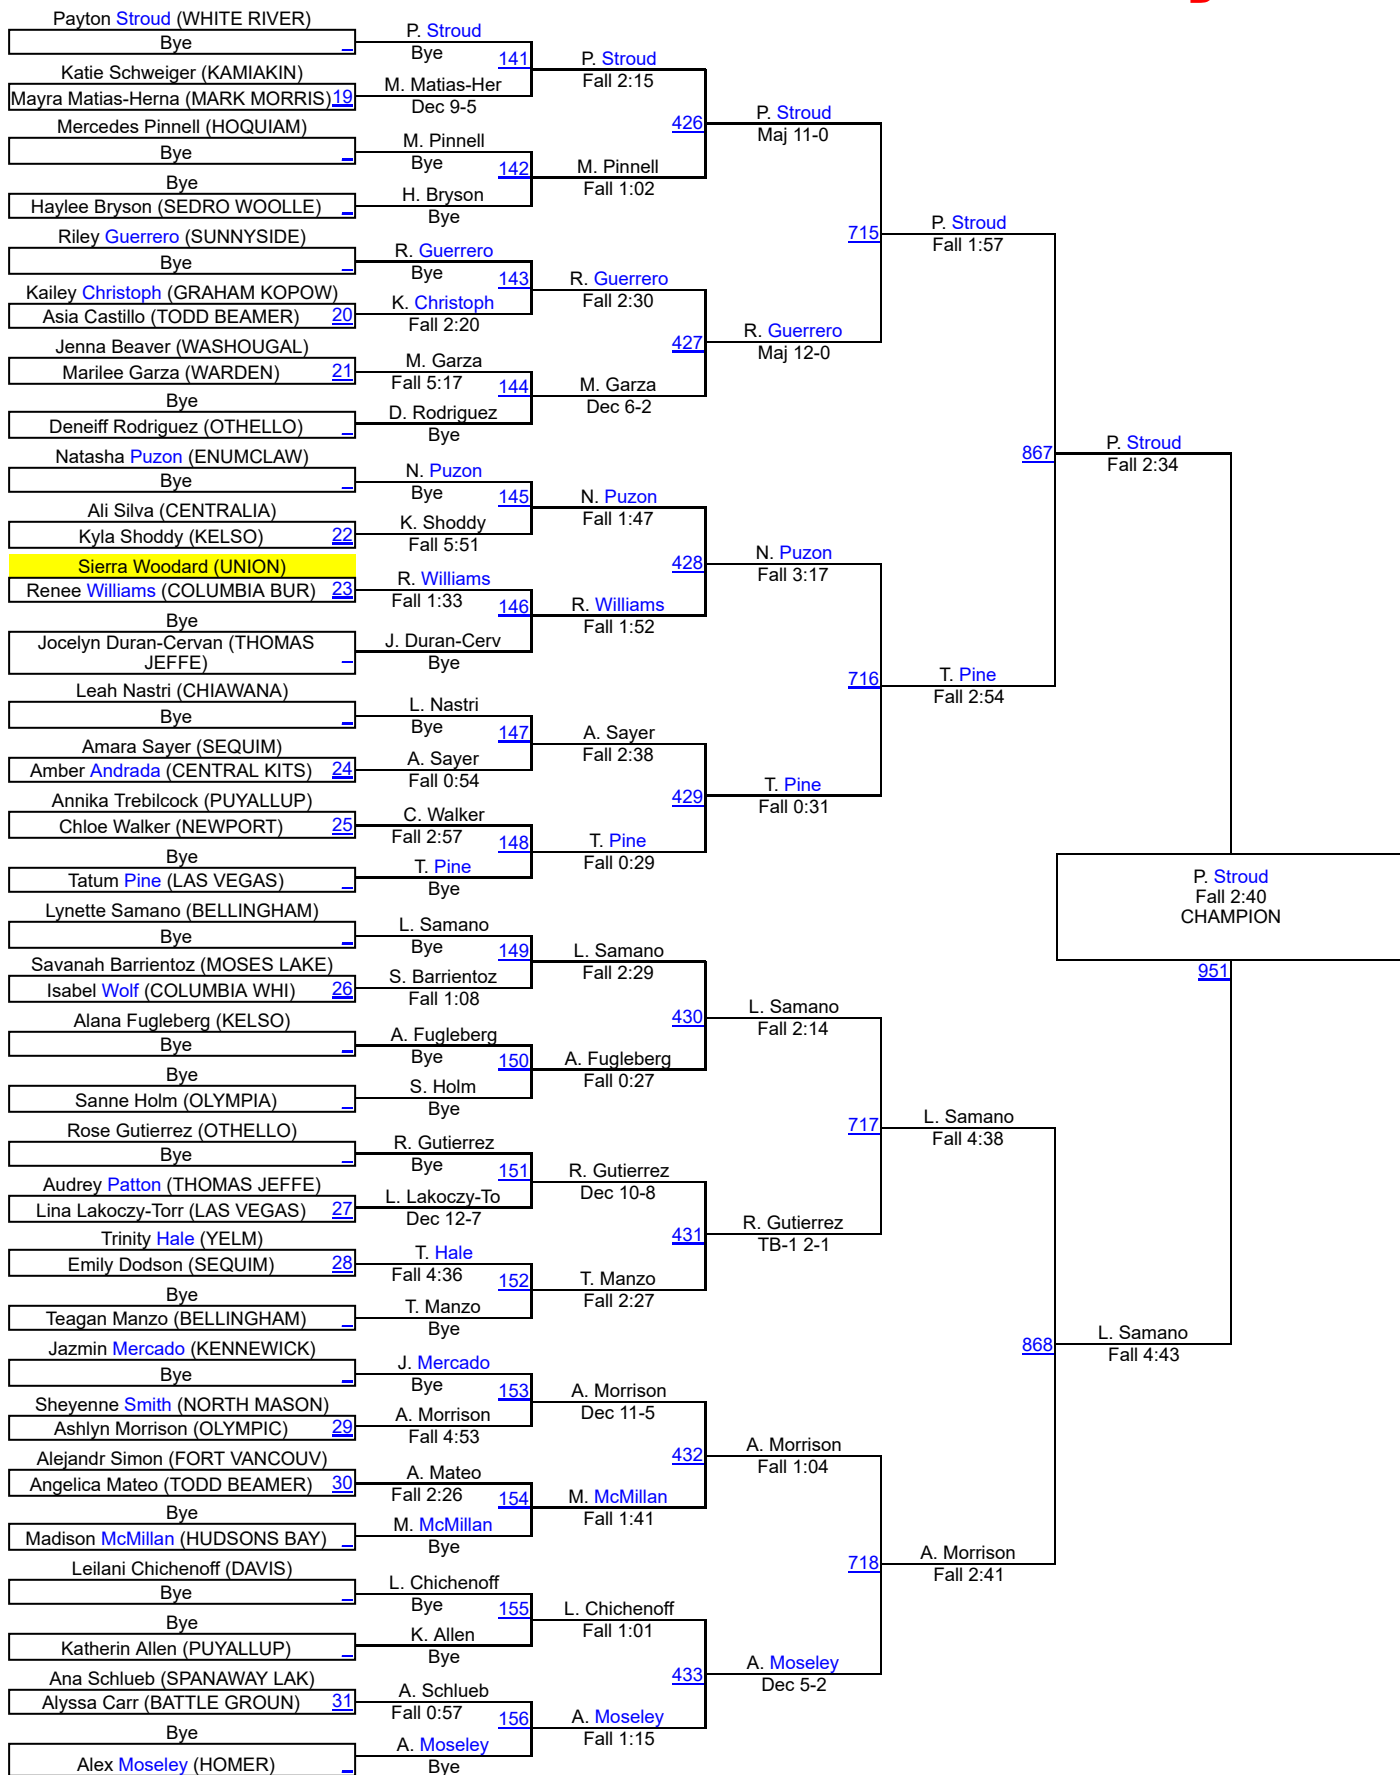 Payton Stroud (WHITE RIVER)
Bye _
Katie Schweiger (KAMIAKIN)
Mayra Matias-Herna (MARK MORRIS) 19
Mercedes Pinnell (HOQUIAM)
Bye _
Bye
Haylee Bryson (SEDRO WOOLLE) _
Riley Guerrero (SUNNYSIDE)
Bye _
Kailey Christoph (GRAHAM KOPOW)
Asia Castillo (TODD BEAMER) 20
Jenna Beaver (WASHOUGAL)
Marilee Garza (WARDEN) 21
Bye
Deneiff Rodriguez (OTHELLO) _
Natasha Puzon (ENUMCLAW)
Bye _
Ali Silva (CENTRALIA)
Kyla Shoddy (KELSO) 22
Sierra Woodard (UNION)
Renee Williams (COLUMBIA BUR) 23
Bye
Jocelyn Duran-Cervan (THOMAS
JEFFE) _
Leah Nastri (CHIAWANA)
Bye _
Amara Sayer (SEQUIM)
Amber Andrada (CENTRAL KITS) 24
Annika Trebilcock (PUYALLUP)
Chloe Walker (NEWPORT) 25
Bye
Tatum Pine (LAS VEGAS) _
Lynette Samano (BELLINGHAM)
Bye _
Savanah Barrientoz (MOSES LAKE)
Isabel Wolf (COLUMBIA WHI) 26
Alana Fugleberg (KELSO)
Bye _
Bye
Sanne Holm (OLYMPIA) _
Rose Gutierrez (OTHELLO)
Bye _
Audrey Patton (THOMAS JEFFE)
Lina Lakoczy-Torr (LAS VEGAS) 27
Trinity Hale (YELM)
Emily Dodson (SEQUIM) 28
Bye
Teagan Manzo (BELLINGHAM) _
Jazmin Mercado (KENNEWICK)
Bye _
Sheyenne Smith (NORTH MASON)
Ashlyn Morrison (OLYMPIC) 29
Alejandr Simon (FORT VANCOUV)
Angelica Mateo (TODD BEAMER) 30
Bye
Madison McMillan (HUDSONS BAY) _
Leilani Chichenoff (DAVIS)
Bye _
Bye
Katherin Allen (PUYALLUP) _
Ana Schlueb (SPANAWAY LAK)
Alyssa Carr (BATTLE GROUN) 31
Bye
Alex Moseley (HOMER) _
P. Stroud
Bye
141
M. Matias-Her
Dec 9-5
M. Pinnell
Bye
142
H. Bryson
Bye
R. Guerrero
Bye
143
K. Christoph
Fall 2:20
M. Garza
Fall 5:17
144
D. Rodriguez
Bye
N. Puzon
Bye
145
K. Shoddy
Fall 5:51
R. Williams
Fall 1:33
146
J. Duran-Cerv
Bye
L. Nastri
Bye
147
A. Sayer
Fall 0:54
C. Walker
Fall 2:57
148
T. Pine
Bye
L. Samano
Bye
149
S. Barrientoz
Fall 1:08
A. Fugleberg
Bye
150
S. Holm
Bye
R. Gutierrez
Bye
151
L. Lakoczy-To
Dec 12-7
T. Hale
Fall 4:36
152
T. Manzo
Bye
J. Mercado
Bye
153
A. Morrison
Fall 4:53
A. Mateo
Fall 2:26
154
M. McMillan
Bye
L. Chichenoff
Bye
155
K. Allen
Bye
A. Schlueb
Fall 0:57
156
A. Moseley
Bye
P. Stroud
Fall 2:15
426
M. Pinnell
Fall 1:02
R. Guerrero
Fall 2:30
427
M. Garza
Dec 6-2
N. Puzon
Fall 1:47
428
R. Williams
Fall 1:52
A. Sayer
Fall 2:38
429
T. Pine
Fall 0:29
L. Samano
Fall 2:29
430
A. Fugleberg
Fall 0:27
R. Gutierrez
Dec 10-8
431
T. Manzo
Fall 2:27
A. Morrison
Dec 11-5
432
M. McMillan
Fall 1:41
L. Chichenoff
Fall 1:01
433
A. Moseley
Fall 1:15
P. Stroud
Maj 11-0
715
R. Guerrero
Maj 12-0
N. Puzon
Fall 3:17
716
T. Pine
Fall 0:31
L. Samano
Fall 2:14
717
R. Gutierrez
TB-1 2-1
A. Morrison
Fall 1:04
718
A. Moseley
Dec 5-2
P. Stroud
Fall 1:57
867
T. Pine
Fall 2:54
L. Samano
Fall 4:38
868
A. Morrison
Fall 2:41
P. Stroud
Fall 2:34
L. Samano
Fall 4:43
P. Stroud
Fall 2:40
CHAMPION
951